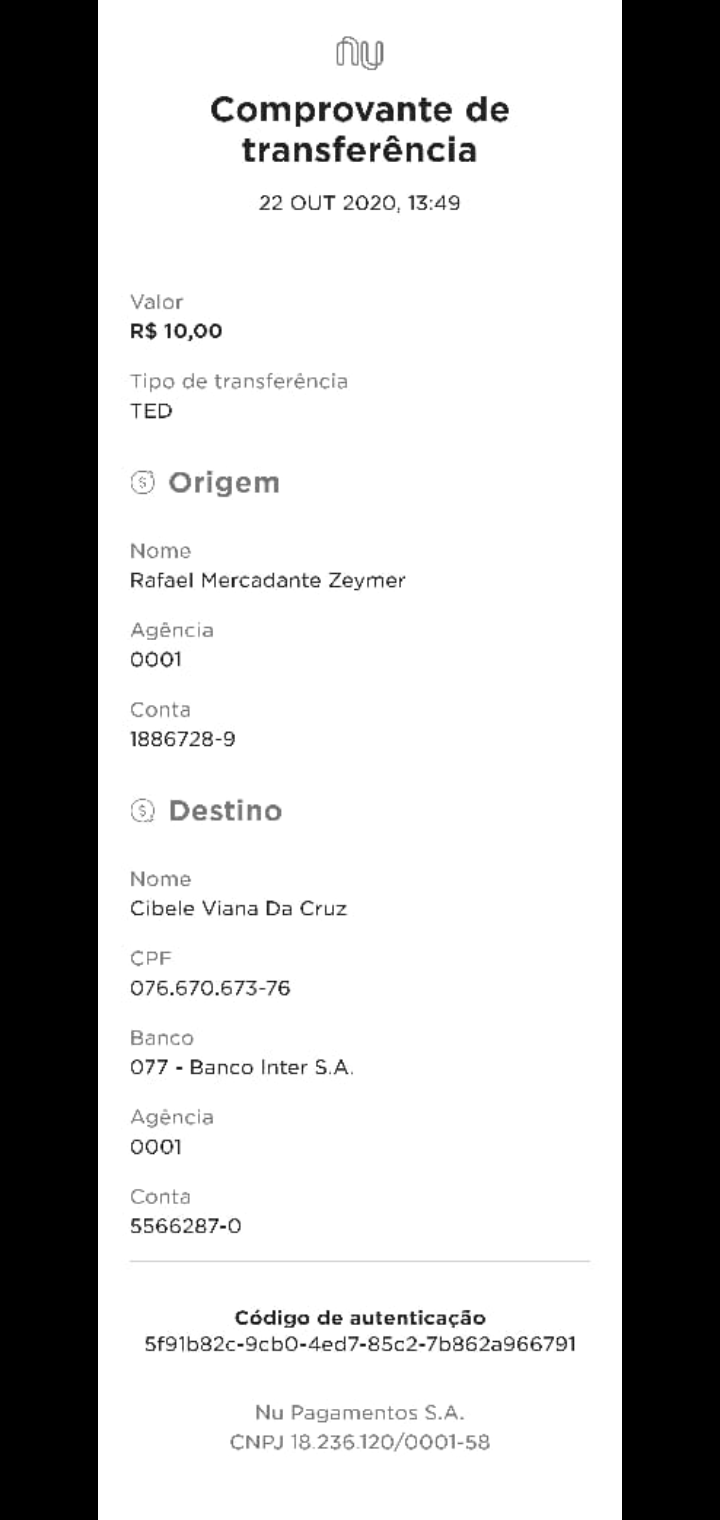 nu
Comprovante de
transferência
22 OUT 2020, 13:49
Valor
R$ 10,00
Tipo de transferência
TED
Origem
Nome
Rafael Mercadante Zeymer
Agência
0001
Conta
1886728-9
Destino
Nome
Cibele Viana Da Cruz
CPF
076.670.673-76
Banco
077 - Banco Inter S.A.
Agência
0001
Conta
5566287-0
Código de autenticação
5f91b82c-9cb0-4ed7-85c2-7b862a966791
Nu Pagamentos S.A.
CNPJ 18.236.120/0001-58